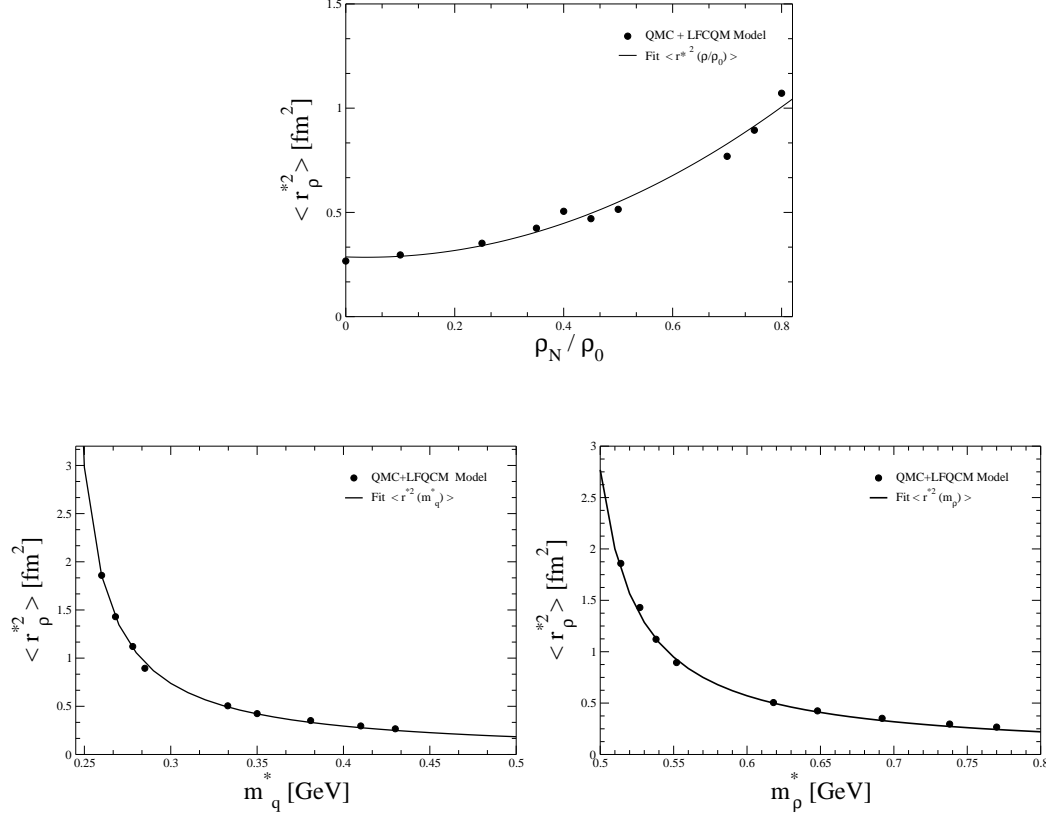 1.5
QMC + LFCQM Model
Fit < r*² (ρ/ρ₀) >
< r*²ρ > [fm²]
1
0.5
0
0 0.2 0.4 0.6 0.8
ρN / ρ0
3
QMC+LFQCM Model
Fit < r*² (m*q) >
< r*²ρ > [fm²]
2.5
2
1.5
1
0.5
0
0.25 0.3 0.35 0.4 0.45 0.5
m*q [GeV]
3
QMC+LFQCM Model
Fit < r*² (mρ) >
< r*²ρ > [fm²]
2.5
2
1.5
1
0.5
0
0.5 0.55 0.6 0.65 0.7 0.75 0.8
m*ρ [GeV]